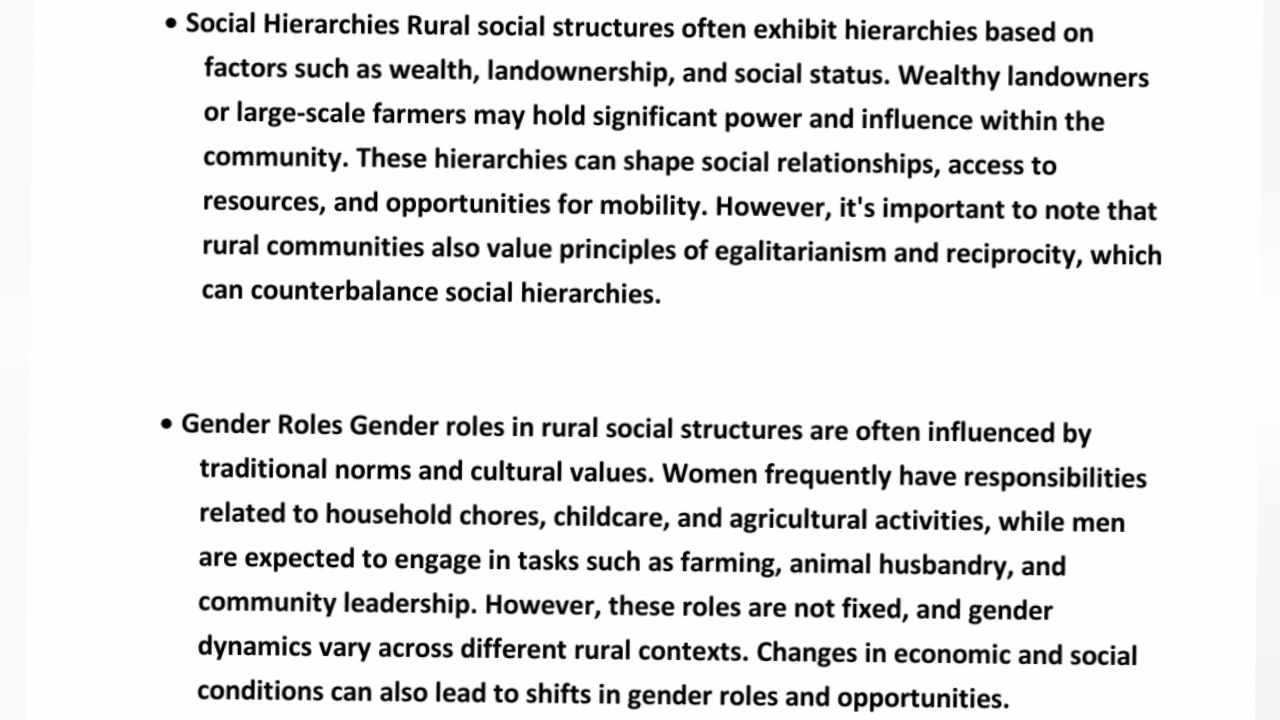 • Social Hierarchies Rural social structures often exhibit hierarchies based on
factors such as wealth, landownership, and social status. Wealthy landowners
or large-scale farmers may hold significant power and influence within the
community. These hierarchies can shape social relationships, access to
resources, and opportunities for mobility. However, it's important to note that
rural communities also value principles of egalitarianism and reciprocity, which
can counterbalance social hierarchies.
• Gender Roles Gender roles in rural social structures are often influenced by
traditional norms and cultural values. Women frequently have responsibilities
related to household chores, childcare, and agricultural activities, while men
are expected to engage in tasks such as farming, animal husbandry, and
community leadership. However, these roles are not fixed, and gender
dynamics vary across different rural contexts. Changes in economic and social
conditions can also lead to shifts in gender roles and opportunities.